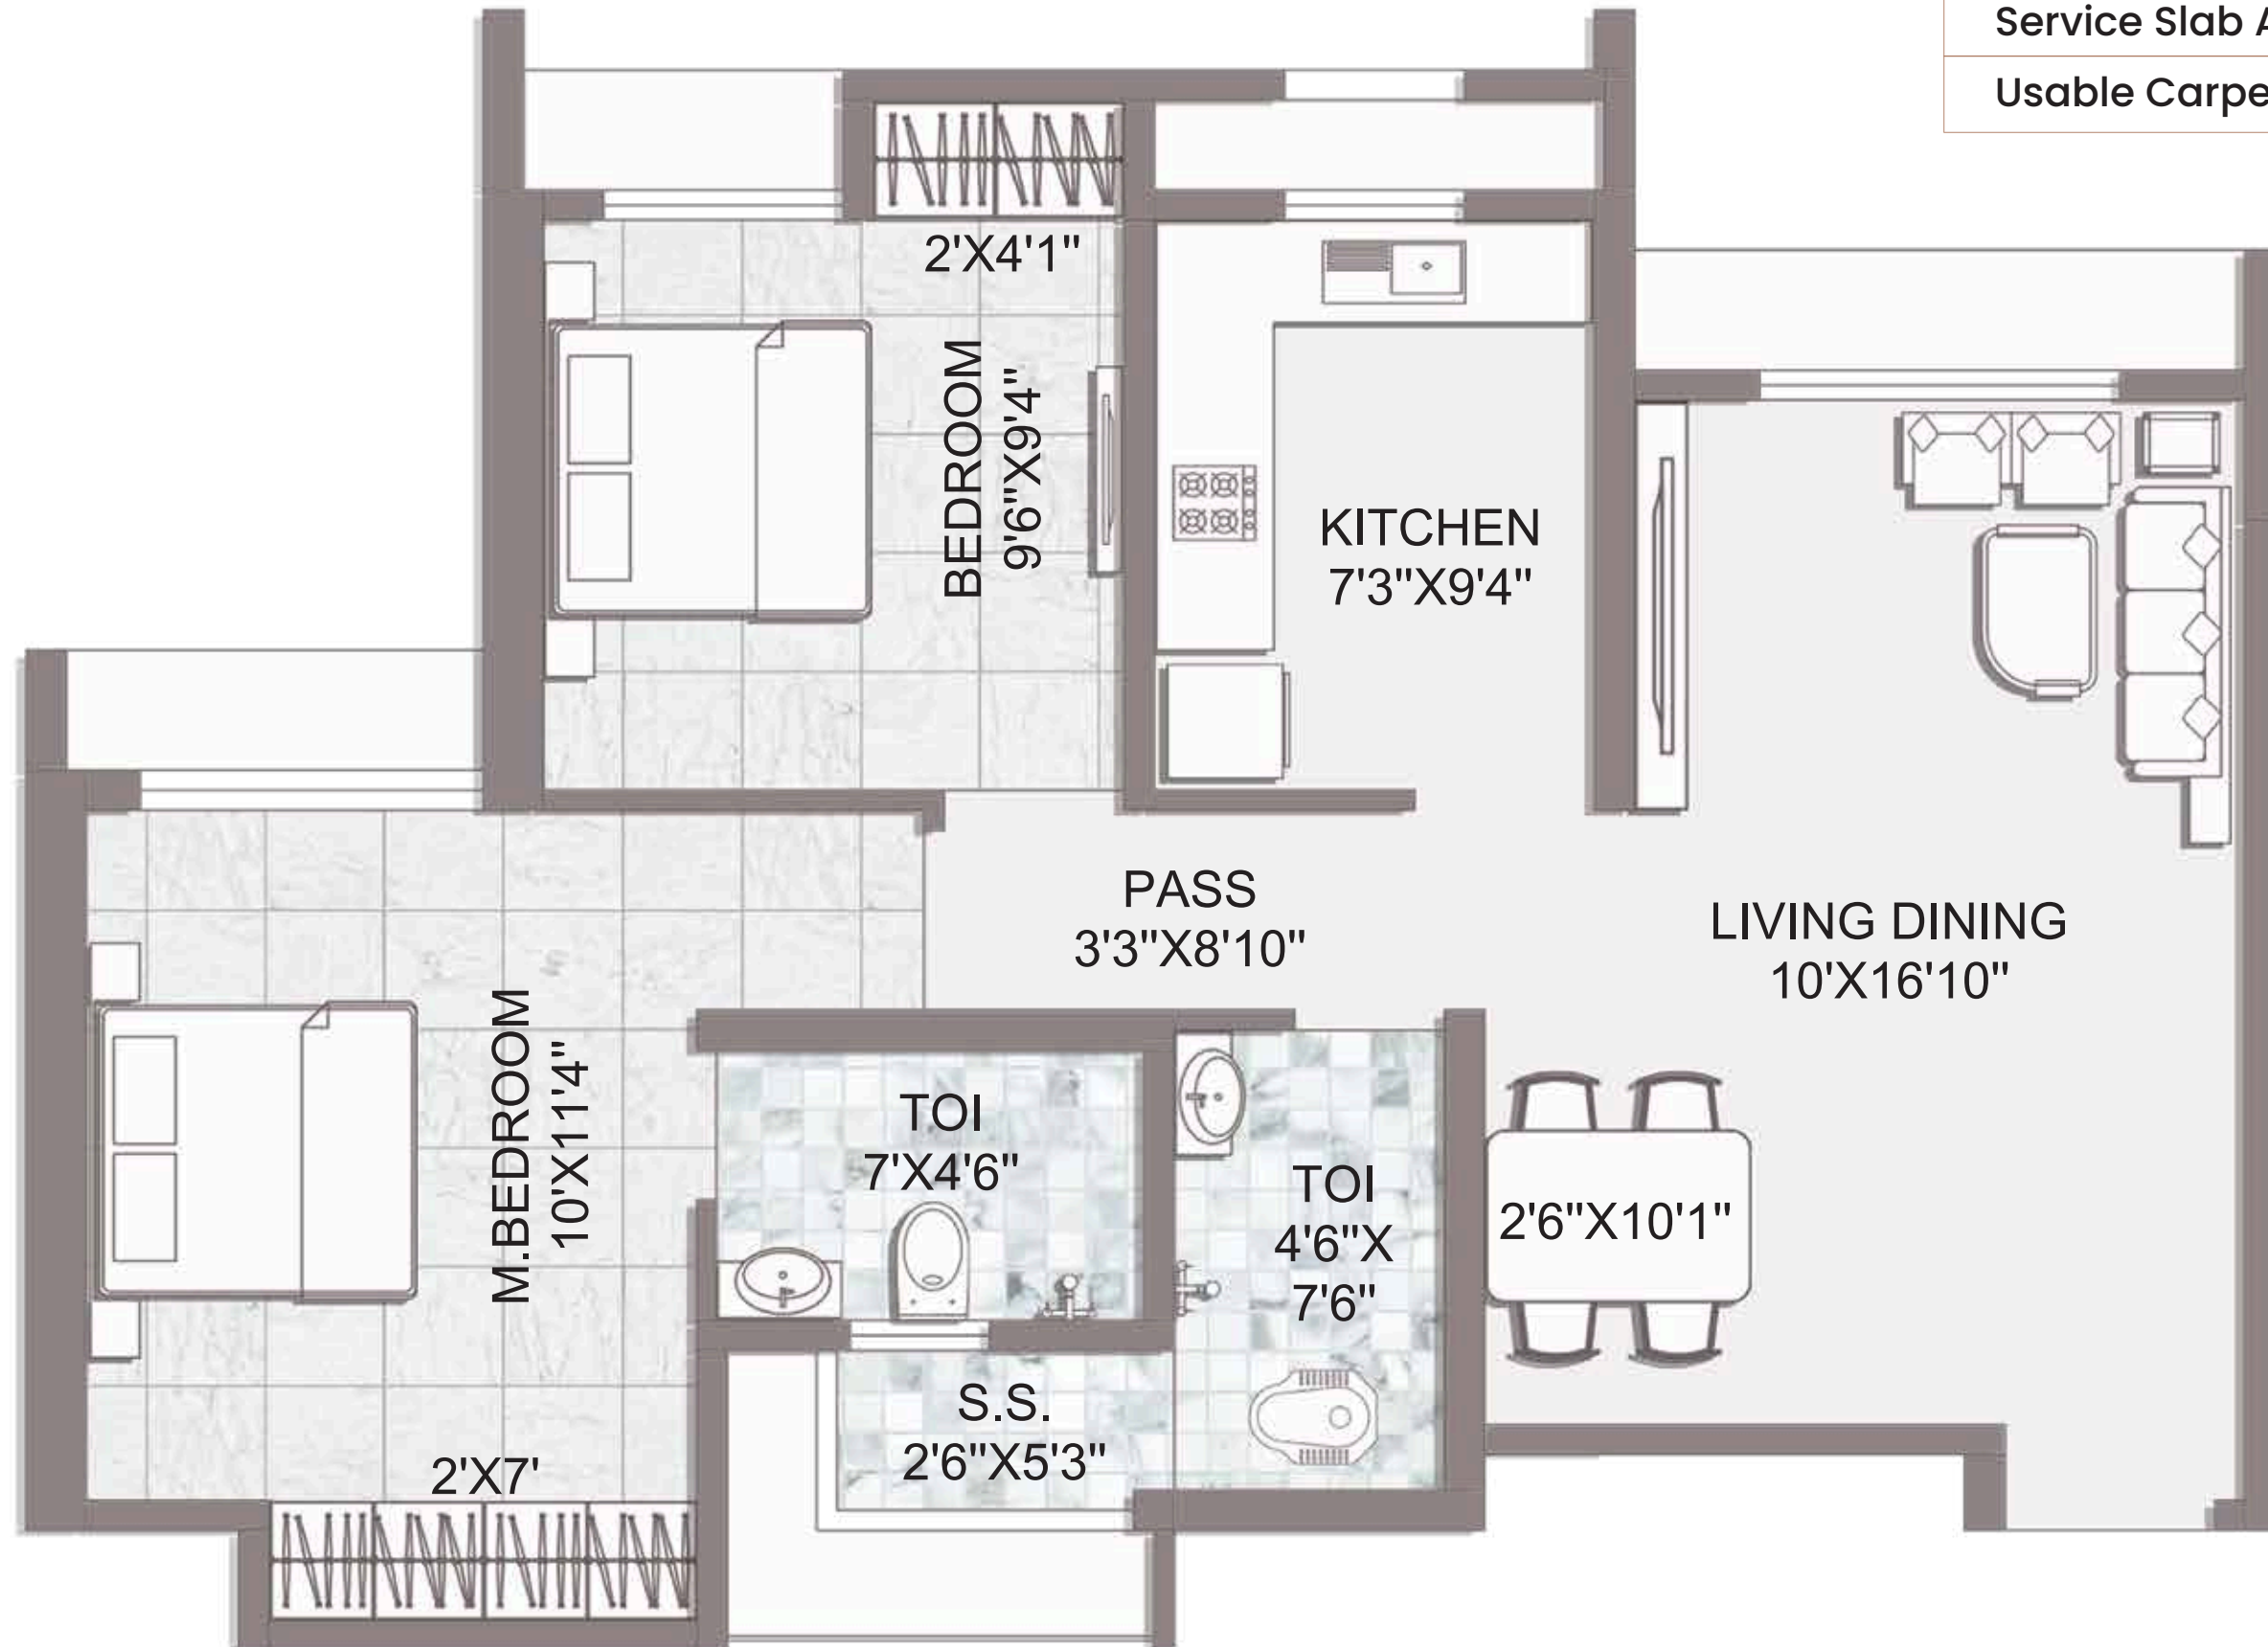 Service Slab A
Usable Carpe
2'X4'1"
BEDROOM
9'6"X9'4"
KITCHEN
7'3"X9'4"
PASS
3'3"X8'10"
LIVING DINING
10'X16'10"
M.BEDROOM
10'X11'4"
TOI
7'X4'6"
TOI
4'6"X
7'6"
2'6"X10'1"
S.S.
2'6"X5'3"
2'X7'